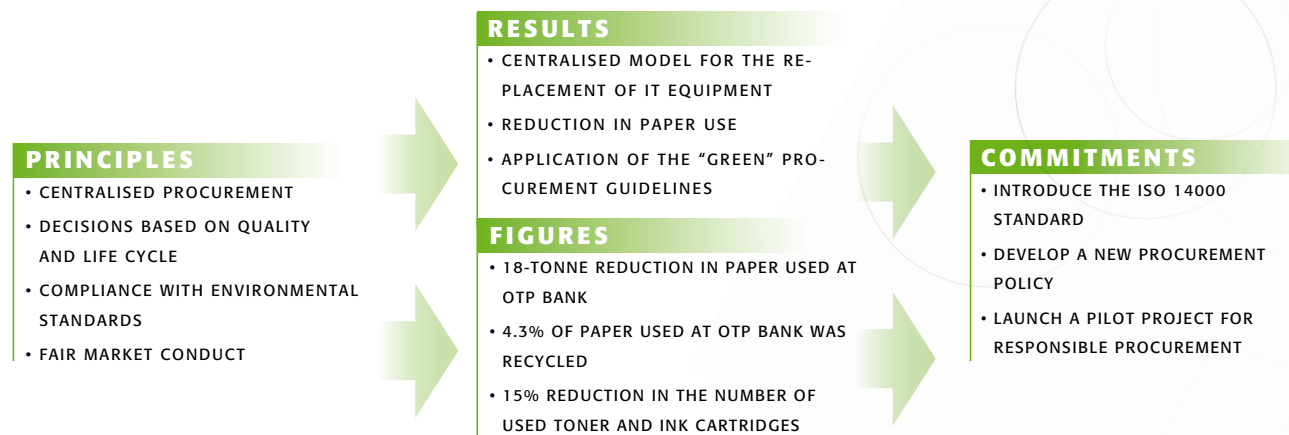 PRINCIPLES
• CENTRALISED PROCUREMENT
• DECISIONS BASED ON QUALITY
AND LIFE CYCLE
• COMPLIANCE WITH ENVIRONMENTAL
STANDARDS
• FAIR MARKET CONDUCT
RESULTS
• CENTRALISED MODEL FOR THE RE-
PLACEMENT OF IT EQUIPMENT
• REDUCTION IN PAPER USE
• APPLICATION OF THE “GREEN” PRO-
CUREMENT GUIDELINES
FIGURES
• 18-TONNE REDUCTION IN PAPER USED AT
OTP BANK
• 4.3% OF PAPER USED AT OTP BANK WAS
RECYCLED
• 15% REDUCTION IN THE NUMBER OF
USED TONER AND INK CARTRIDGES
COMMITMENTS
• INTRODUCE THE ISO 14000
STANDARD
• DEVELOP A NEW PROCUREMENT
POLICY
• LAUNCH A PILOT PROJECT FOR
RESPONSIBLE PROCUREMENT